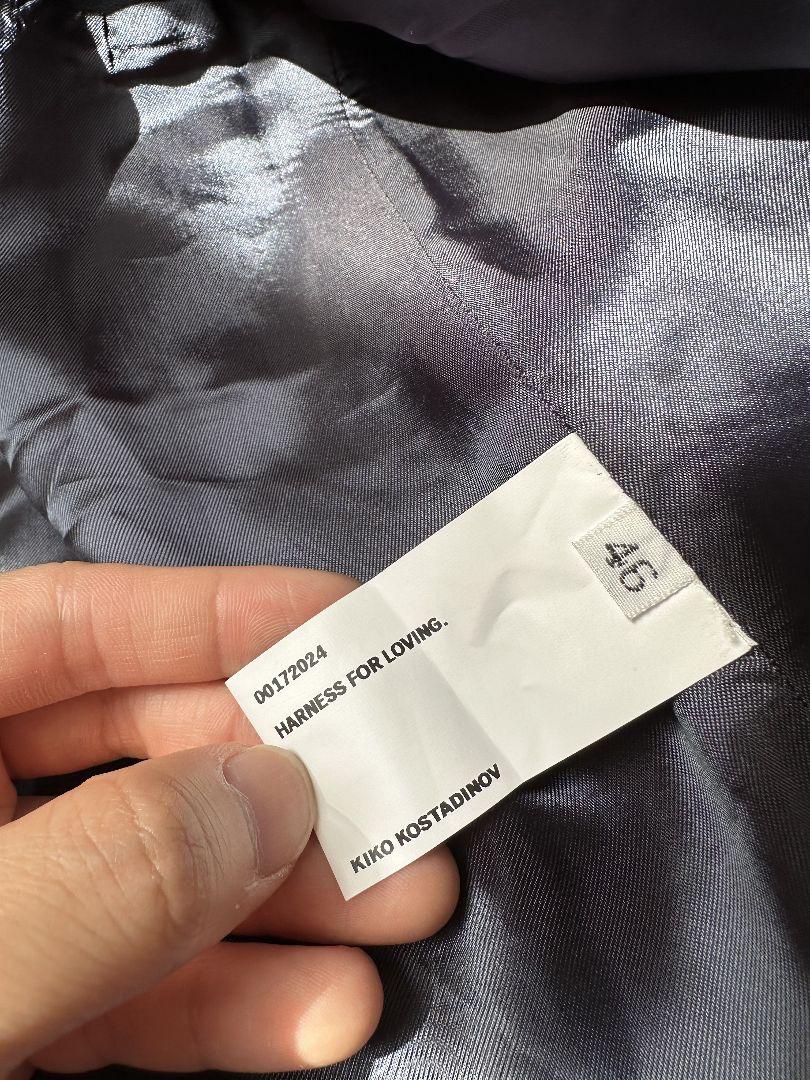 00172024
HARNESS FOR LOVING.
KIKO KOSTADINOV
46